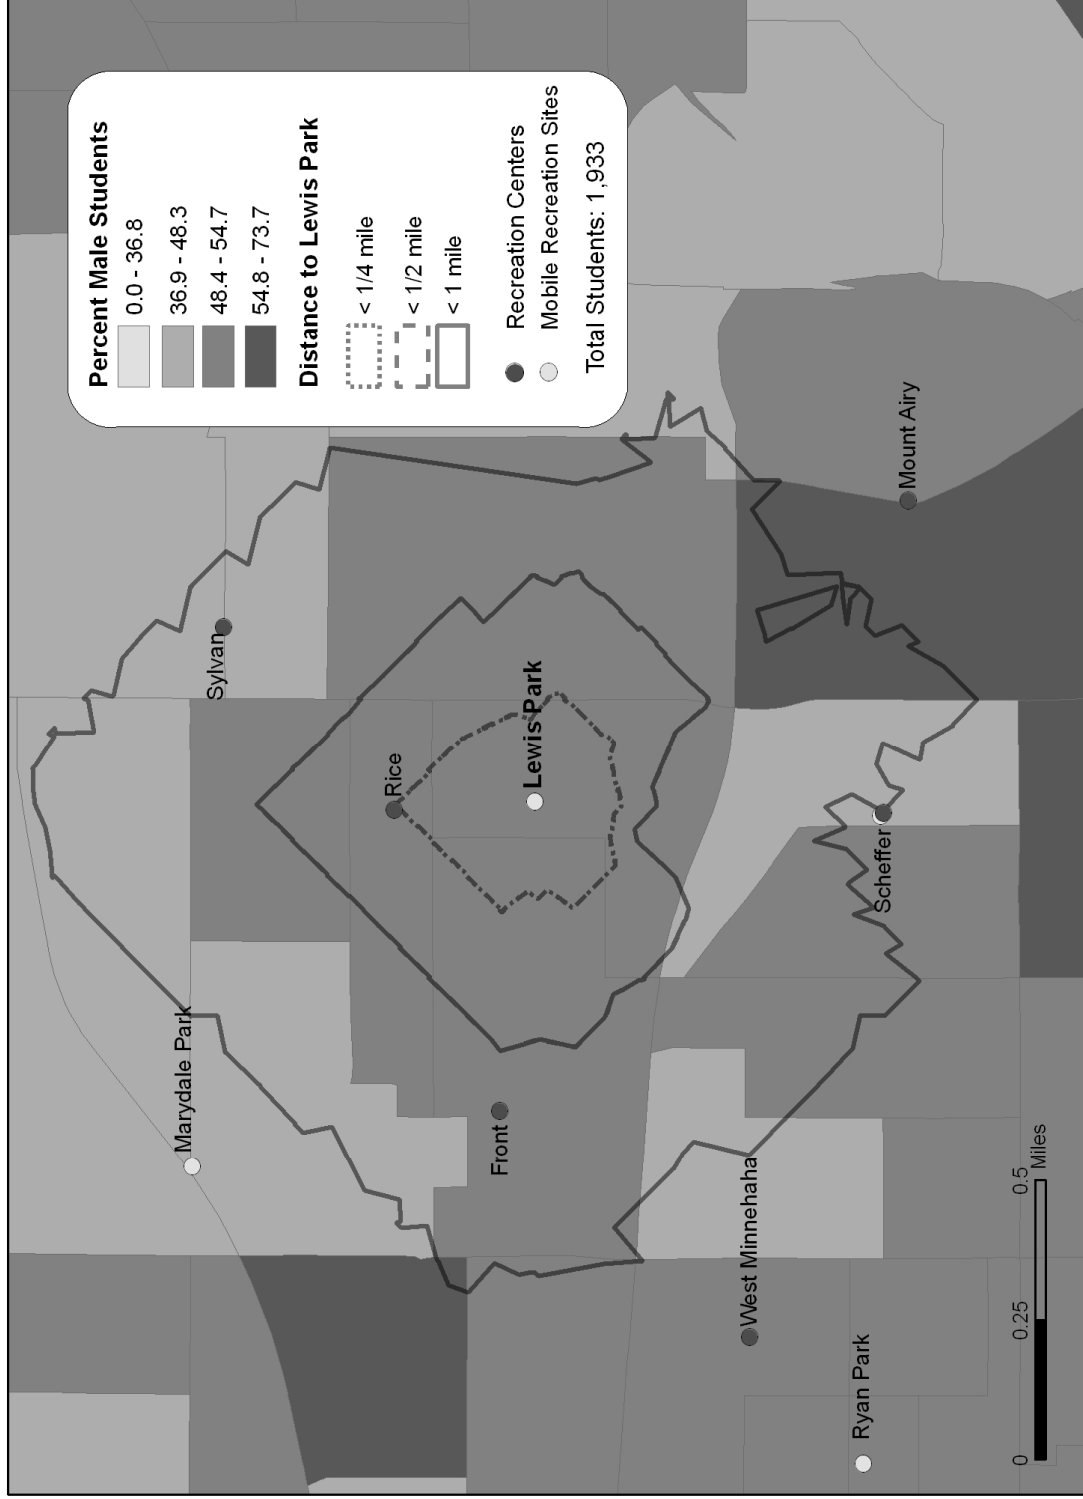 Percent Male Students
0.0 - 36.8
36.9 - 48.3
48.4 - 54.7
54.8 - 73.7
Distance to Lewis Park
< 1/4 mile
< 1/2 mile
< 1 mile
Recreation Centers
Mobile Recreation Sites
Total Students: 1,933
Marydale Park
Sylvan
Rice
Front
Lewis Park
West Minnehaha
Ryan Park
Scheffer
Mount Airy
0 0.25 0.5
Miles